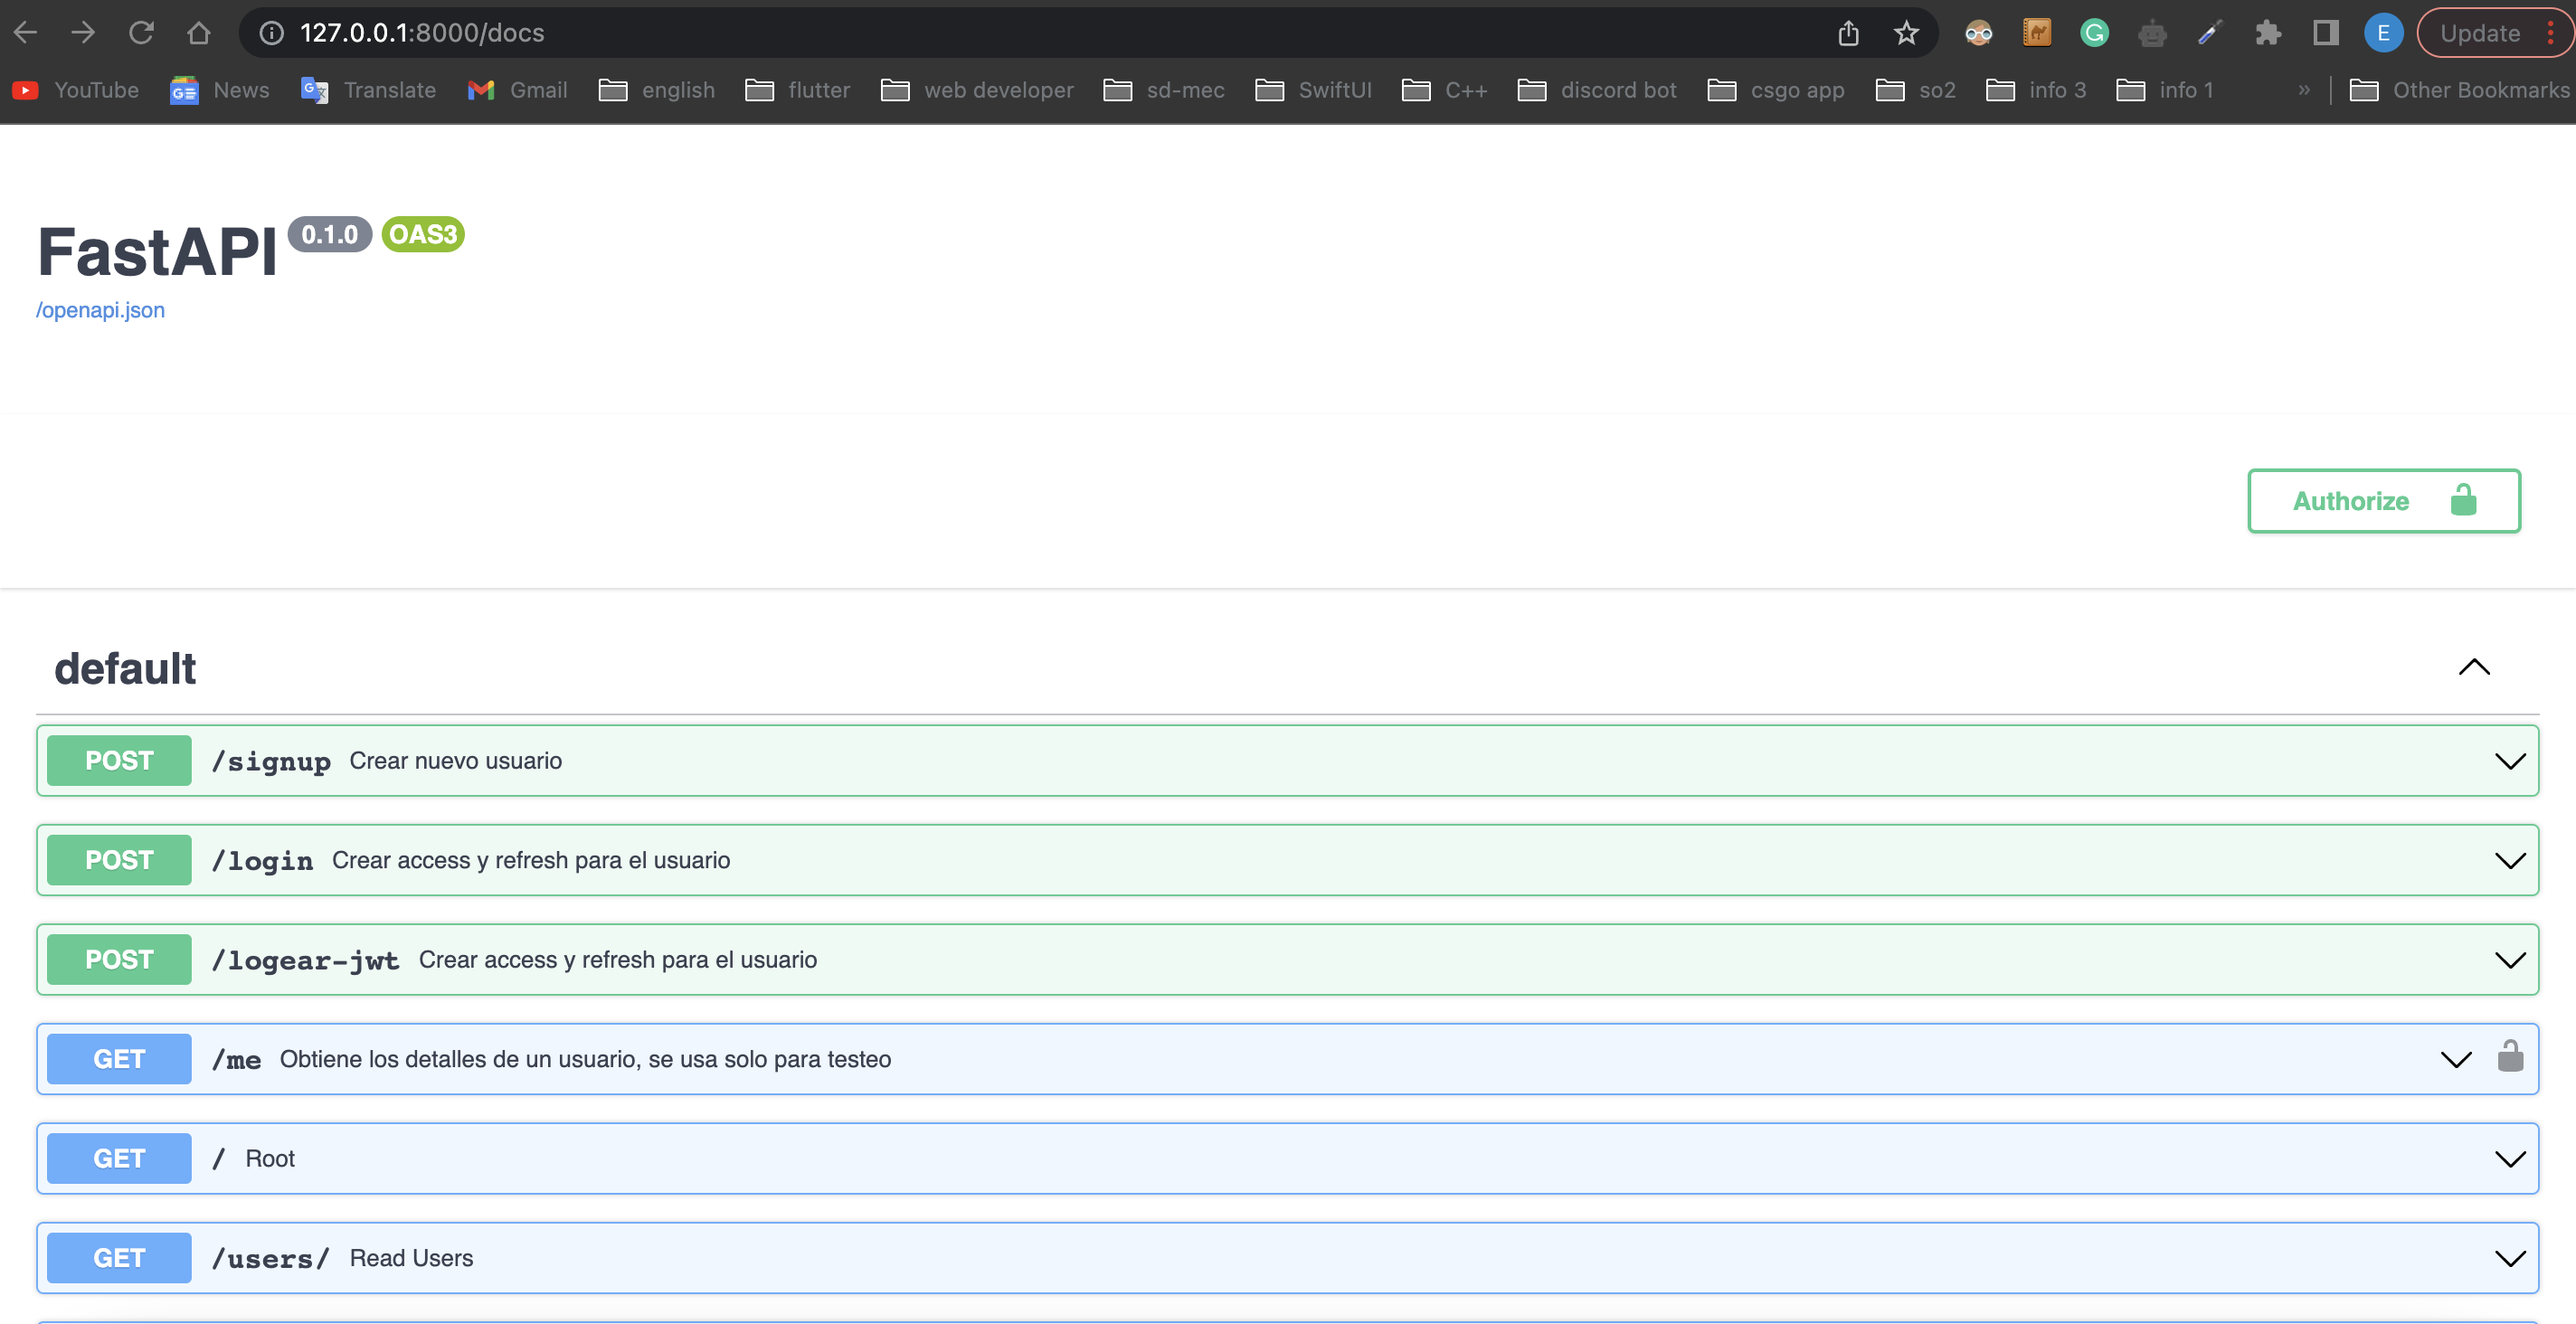 127.0.0.1:8000/docs
E
Update
YouTube News Translate Gmail english flutter web developer sd-mec SwiftUI C++ discord bot csgo app so2 info 3 info 1 » Other Bookmarks
FastAPI 0.1.0 OAS3
/openapi.json
Authorize
default
POST /signup Crear nuevo usuario
POST /login Crear access y refresh para el usuario
POST /logear-jwt Crear access y refresh para el usuario
GET /me Obtiene los detalles de un usuario, se usa solo para testeo
GET / Root
GET /users/ Read Users